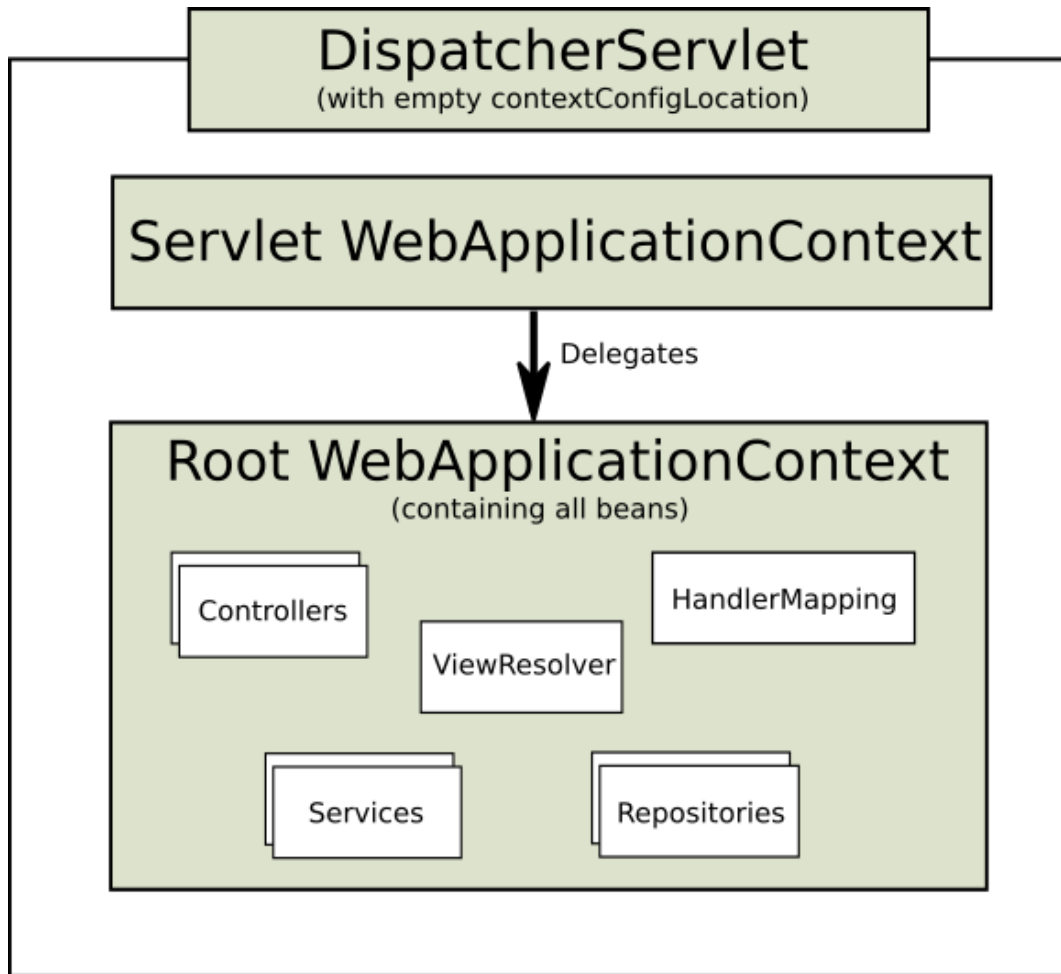 DispatcherServlet
(with empty contextConfigLocation)
Servlet WebApplicationContext
Delegates
Root WebApplicationContext
(containing all beans)
Controllers
HandlerMapping
ViewResolver
Services
Repositories